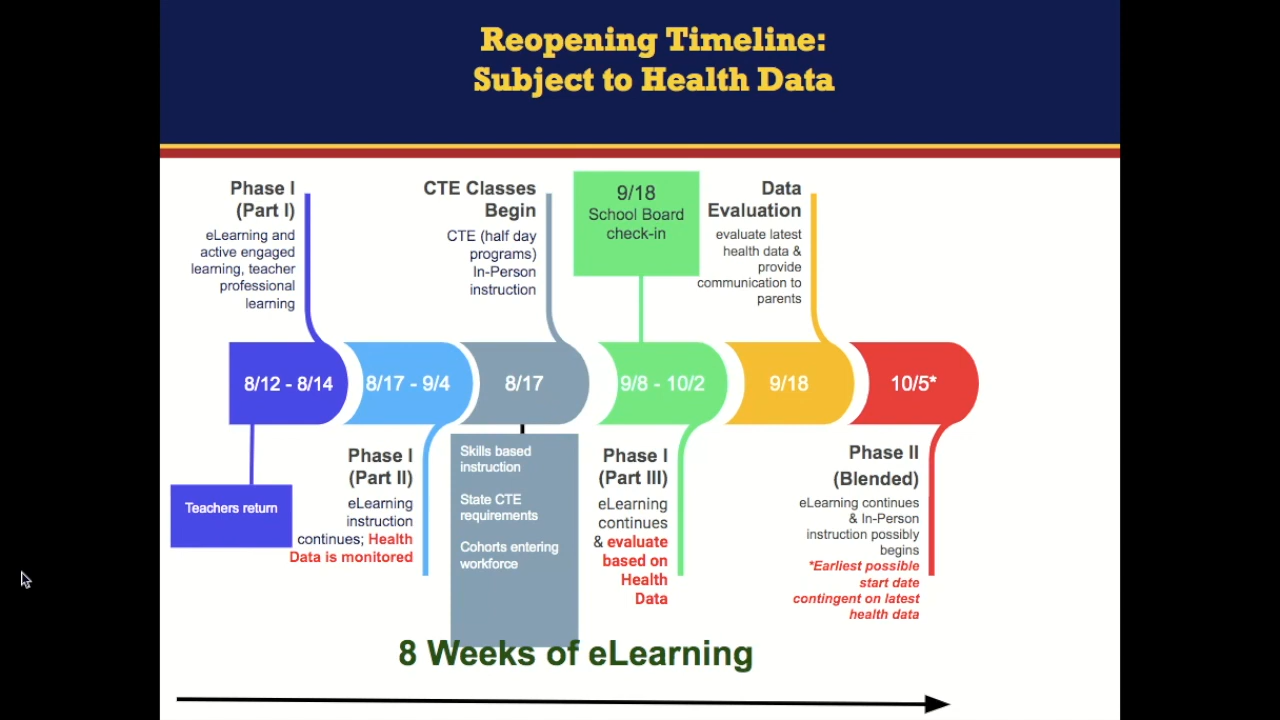 Reopening Timeline:
Subject to Health Data
Phase I
(Part I)
eLearning and
active engaged
learning, teacher
professional
learning
CTE Classes
Begin
CTE (half day
programs)
In-Person
instruction
9/18
School Board
check-in
Data
Evaluation
evaluate latest
health data &
provide
communication to
parents
8/12 - 8/14
8/17 - 9/4
8/17
9/8 - 10/2
9/18
10/5*
Teachers return
Phase I
(Part II)
eLearning
instruction
continues; Health
Data is monitored
Skills based
instruction
State CTE
requirements
Cohorts entering
workforce
Phase I
(Part III)
eLearning
continues
& evaluate
based on
Health
Data
Phase II
(Blended)
eLearning continues
& In-Person
instruction possibly
begins
*Earliest possible
start date
contingent on latest
health data
8 Weeks of eLearning